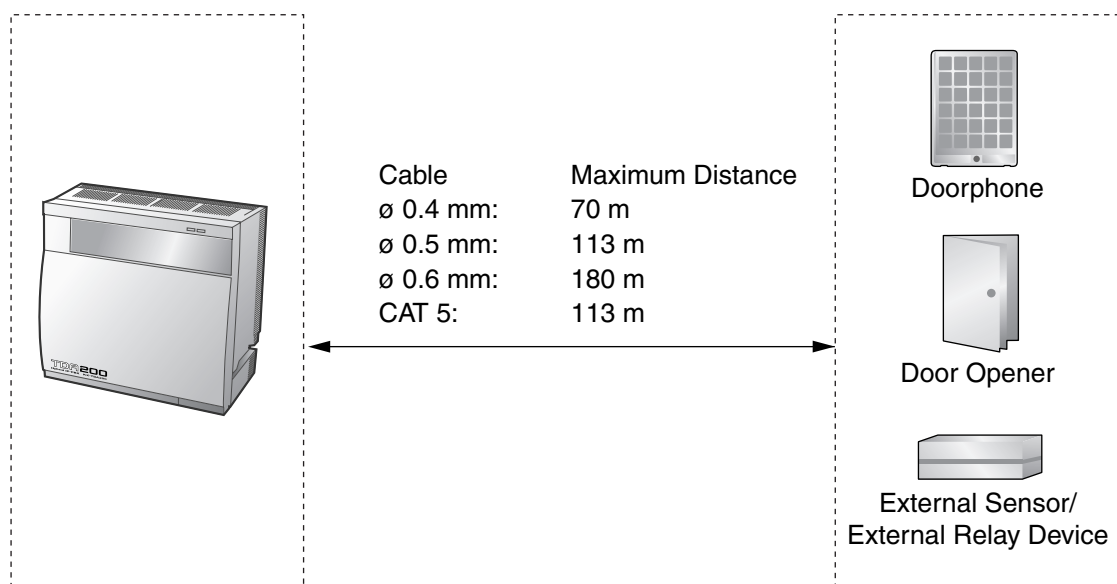 TDA200
Cable Maximum Distance
ø 0.4 mm: 70 m
ø 0.5 mm: 113 m
ø 0.6 mm: 180 m
CAT 5: 113 m
Doorphone
Door Opener
External Sensor/
External Relay Device